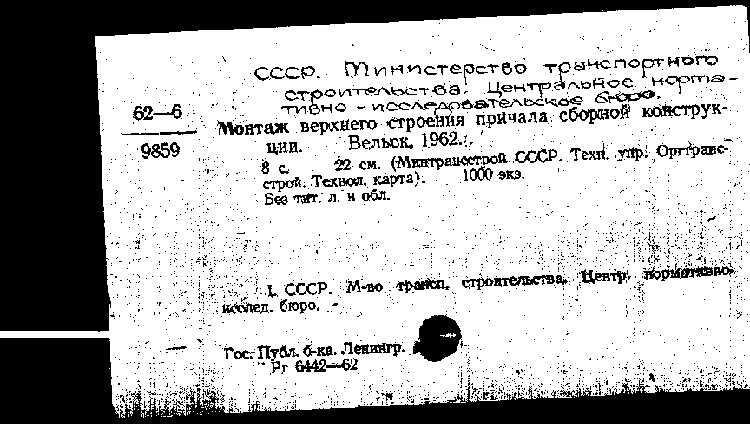 СССР. Министерство транспортного
строительства. Центральное норма-
тивно-исследовательское бюро.
62—6
9859
Монтаж верхнего строения причала сборной конструк-
ции. Вельск, 1962.
8 с. 22 см. (Минтрансстрой СССР. Техн. упр. Оргтранс-
строй. Технол. карта). 1000 экз.
Без тит. л. и обл.
I. СССР. М-во трансп. строительства. Центр. нормативно-
исслед. бюро.
Гос. Публ. б-ка. Ленингр.
Рг 6442—62